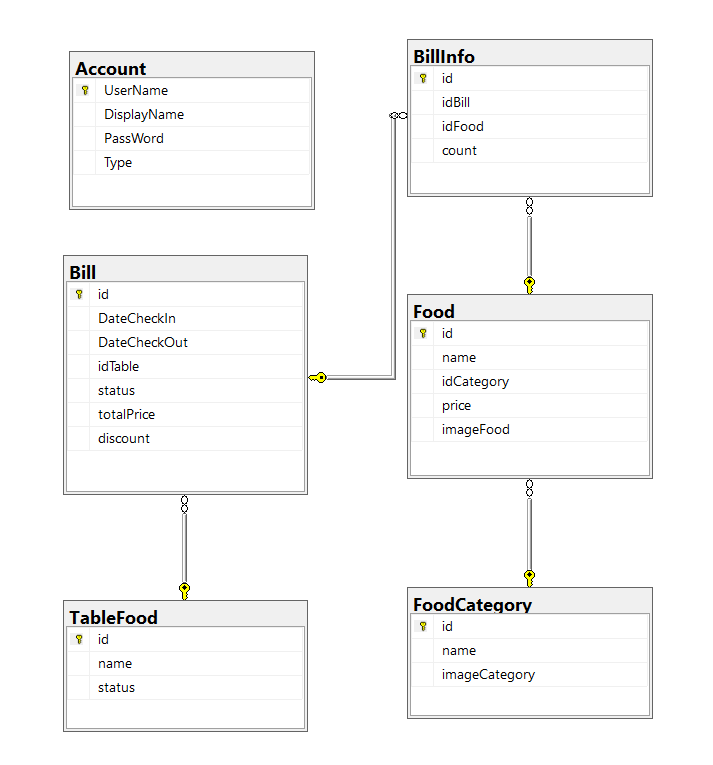 Account
UserName
DisplayName
PassWord
Type
BillInfo
id
idBill
idFood
count
Bill
id
DateCheckIn
DateCheckOut
idTable
status
totalPrice
discount
Food
id
name
idCategory
price
imageFood
TableFood
id
name
status
FoodCategory
id
name
imageCategory